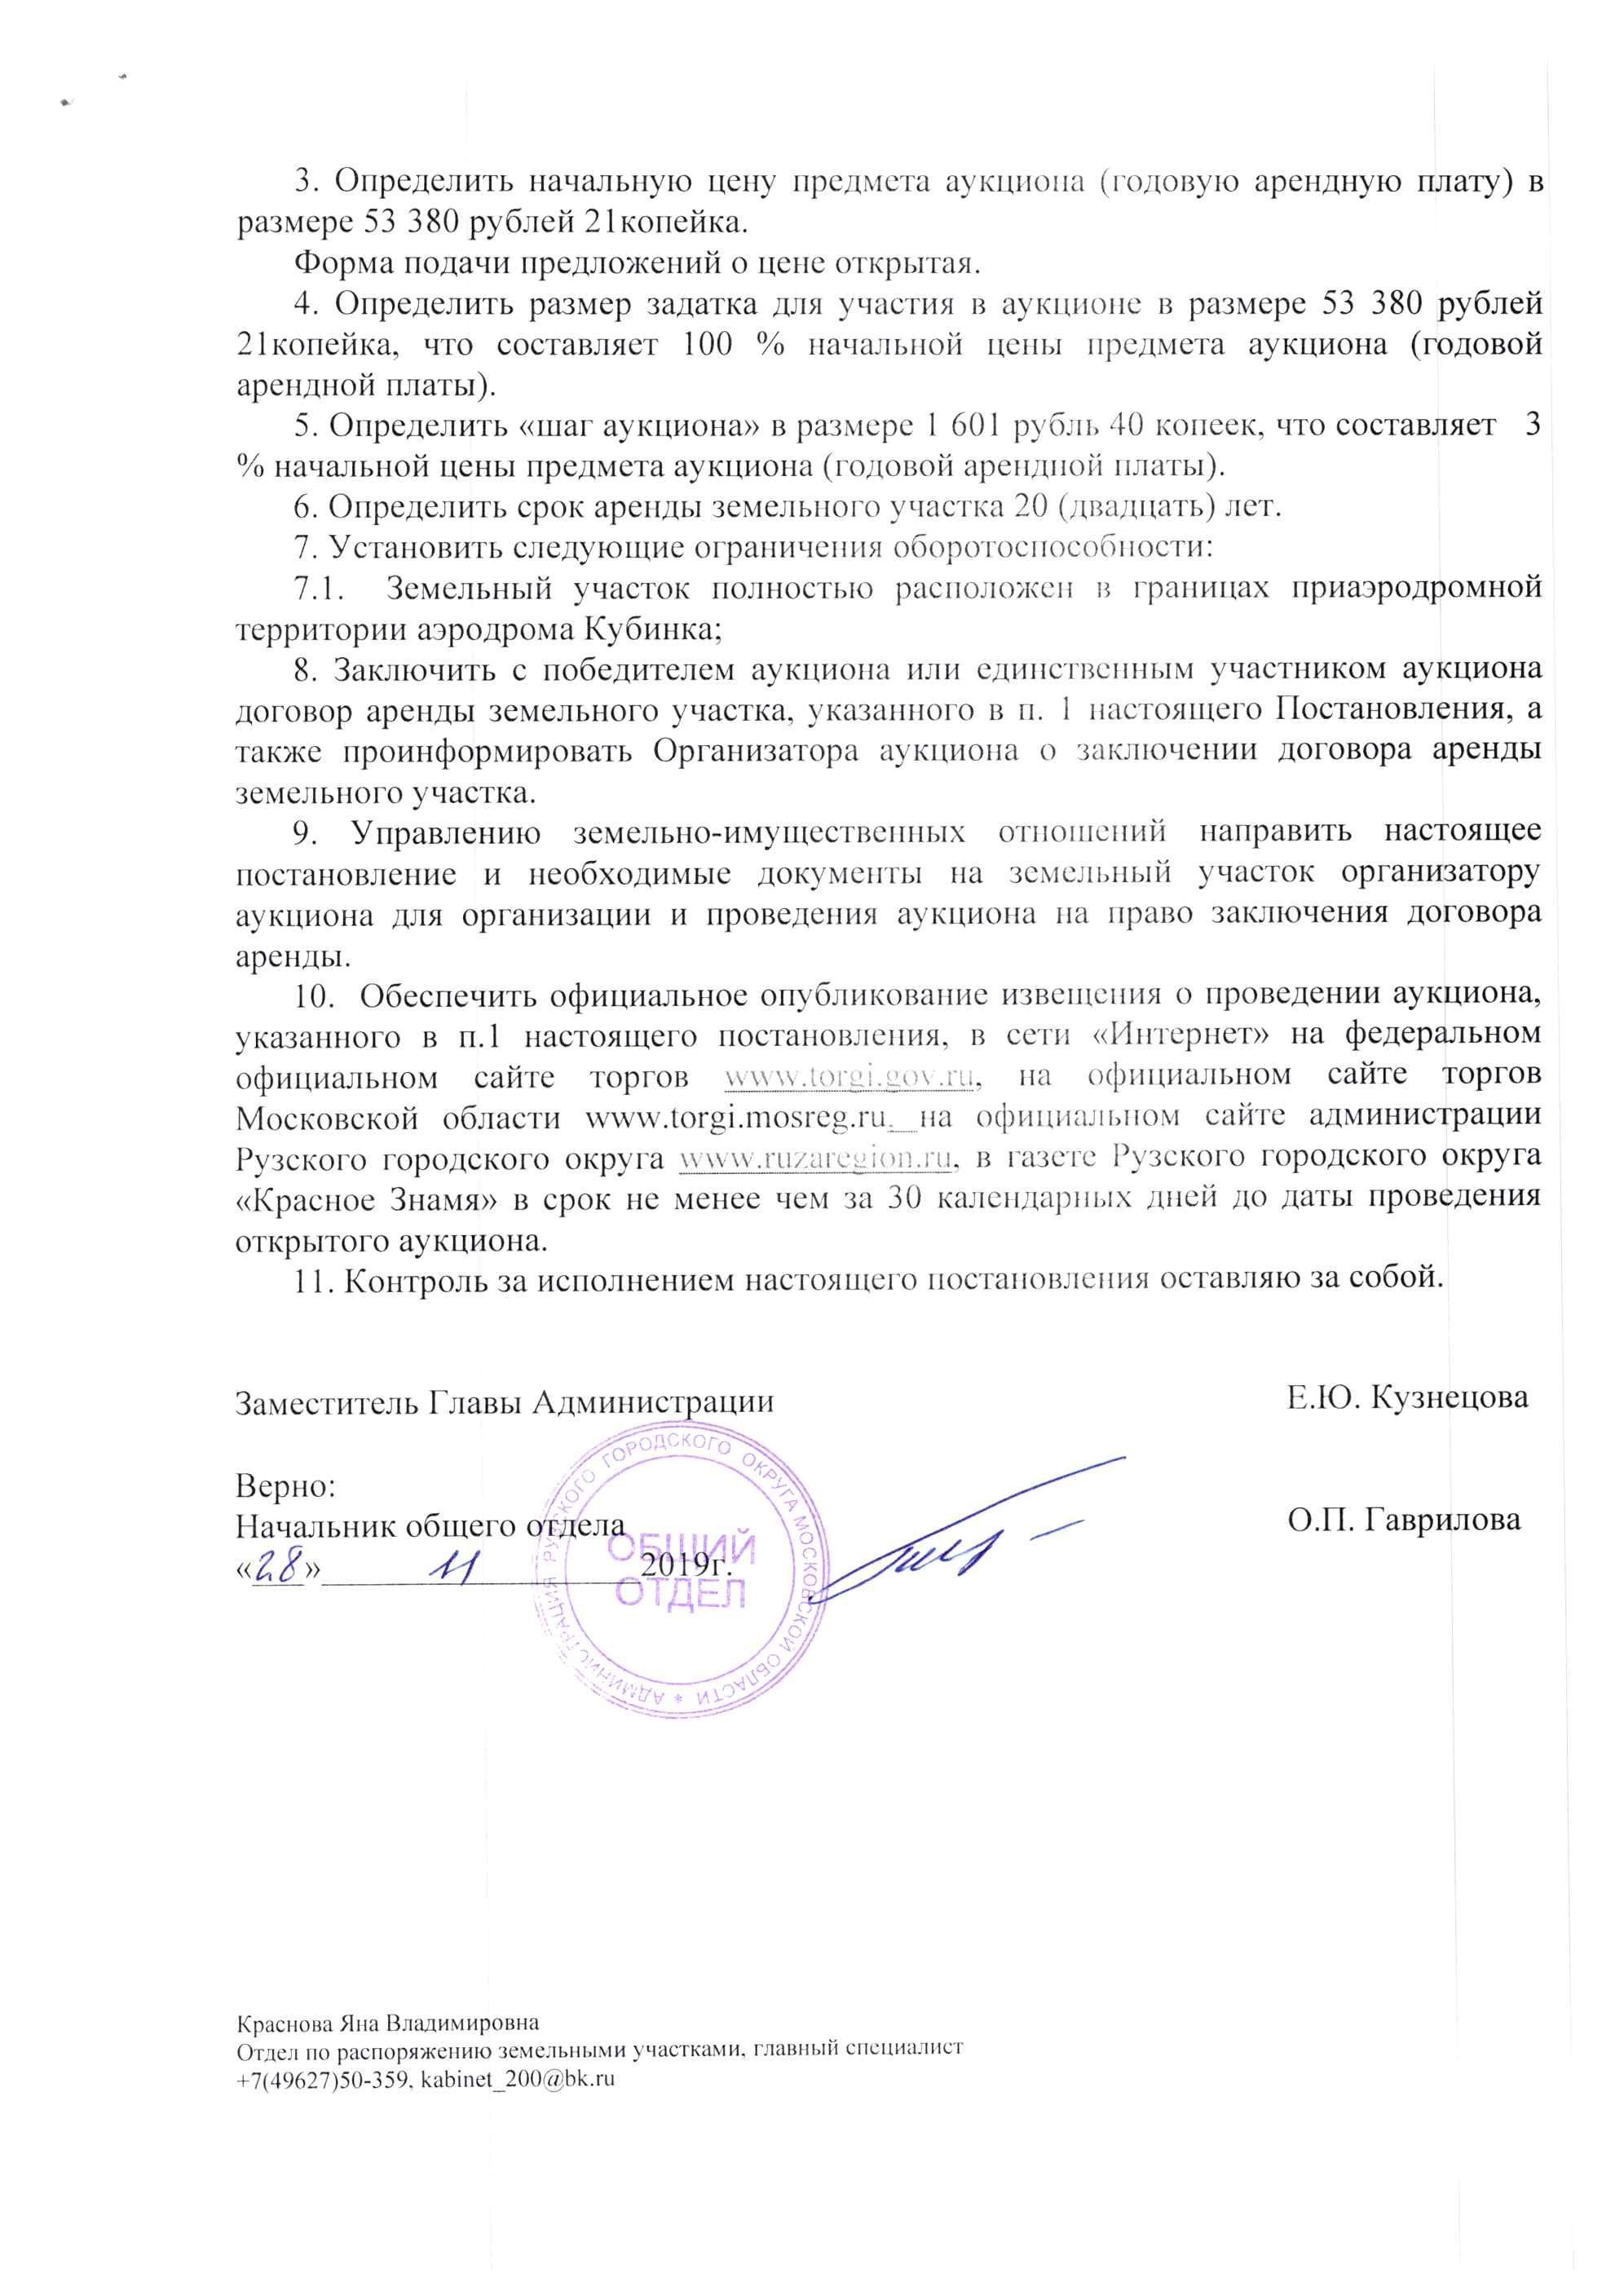 3. Определить начальную цену предмета аукциона (годовую арендную плату) в
размере 53 380 рублей 21копейка.
Форма подачи предложений о цене открытая.
4. Определить размер задатка для участия в аукционе в размере 53 380 рублей
21копейка, что составляет 100 % начальной цены предмета аукциона (годовой
арендной платы).
5. Определить «шаг аукциона» в размере 1 601 рубль 40 копеек, что составляет 3
% начальной цены предмета аукциона (годовой арендной платы).
6. Определить срок аренды земельного участка 20 (двадцать) лет.
7. Установить следующие ограничения оборотоспособности:
7.1. Земельный участок полностью расположен в границах приаэродромной
территории аэродрома Кубинка;
8. Заключить с победителем аукциона или единственным участником аукциона
договор аренды земельного участка, указанного в п. 1 настоящего Постановления, а
также проинформировать Организатора аукциона о заключении договора аренды
земельного участка.
9. Управлению земельно-имущественных отношений направить настоящее
постановление и необходимые документы на земельный участок организатору
аукциона для организации и проведения аукциона на право заключения договора
аренды.
10. Обеспечить официальное опубликование извещения о проведении аукциона,
указанного в п.1 настоящего постановления, в сети «Интернет» на федеральном
официальном сайте торгов www.torgi.gov.ru, на официальном сайте торгов
Московской области www.torgi.mosreg.ru, на официальном сайте администрации
Рузского городского округа www.ruzaregion.ru, в газете Рузского городского округа
«Красное Знамя» в срок не менее чем за 30 календарных дней до даты проведения
открытого аукциона.
11. Контроль за исполнением настоящего постановления оставляю за собой.
Заместитель Главы Администрации Е.Ю. Кузнецова
Верно:
Начальник общего отдела О.П. Гаврилова
«28» 11 2019г.
АДМИНИСТРАЦИЯ РУЗСКОГО ГОРОДСКОГО ОКРУГА МОСКОВСКОЙ ОБЛАСТИ *
ОБЩИЙ
ОТДЕЛ
Краснова Яна Владимировна
Отдел по распоряжению земельными участками, главный специалист
+7(49627)50-359, kabinet_200@bk.ru